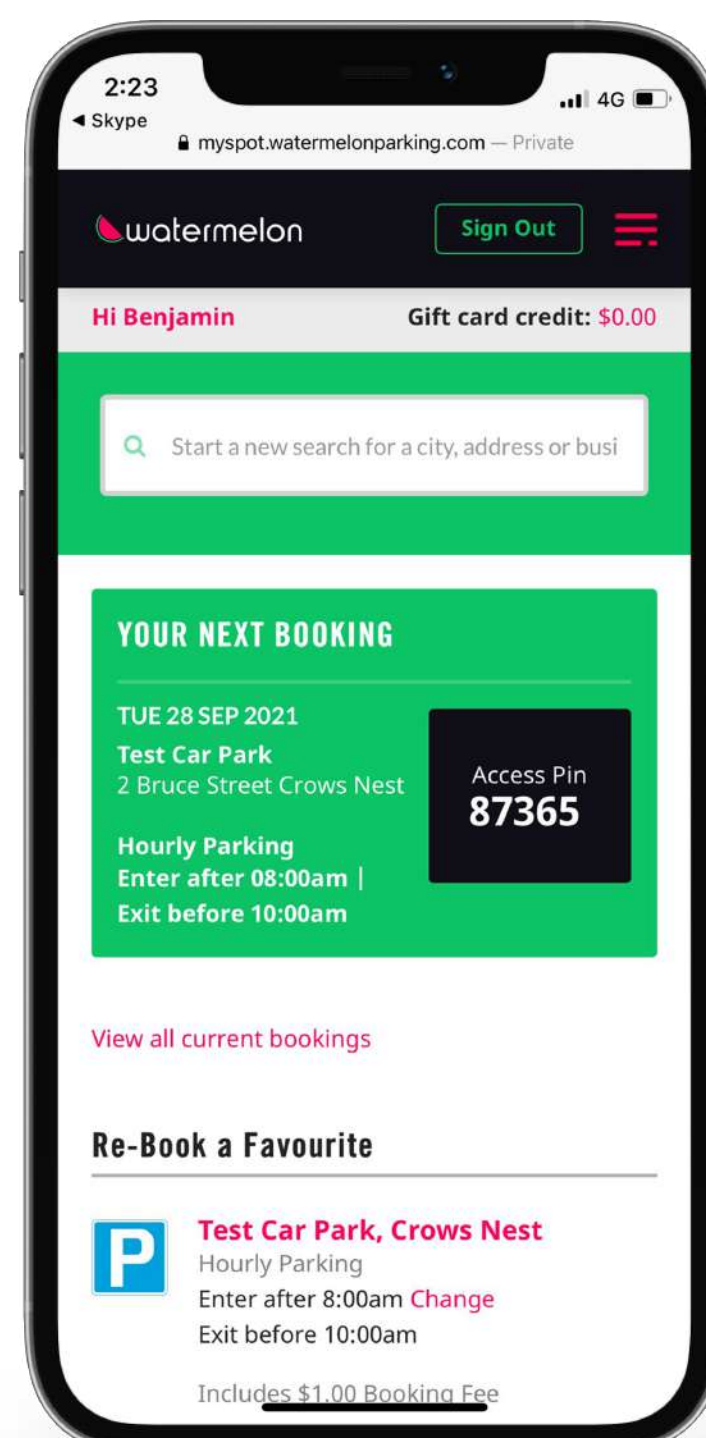 2:23
4G
◀ Skype
myspot.watermelonparking.com — Private
watermelon
Sign Out
Hi Benjamin
Gift card credit: $0.00
Start a new search for a city, address or busi
YOUR NEXT BOOKING
TUE 28 SEP 2021
Test Car Park
2 Bruce Street Crows Nest
Access Pin
87365
Hourly Parking
Enter after 08:00am |
Exit before 10:00am
View all current bookings
Re-Book a Favourite
P
Test Car Park, Crows Nest
Hourly Parking
Enter after 8:00am Change
Exit before 10:00am
Includes $1.00 Booking Fee